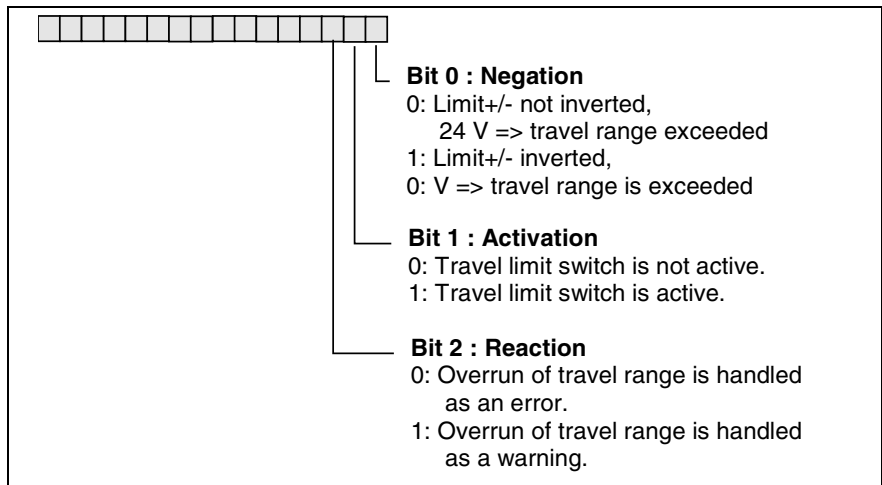 Bit 0 : Negation
0: Limit+/- not inverted,
24 V => travel range exceeded
1: Limit+/- inverted,
0: V => travel range is exceeded
Bit 1 : Activation
0: Travel limit switch is not active.
1: Travel limit switch is active.
Bit 2 : Reaction
0: Overrun of travel range is handled
as an error.
1: Overrun of travel range is handled
as a warning.